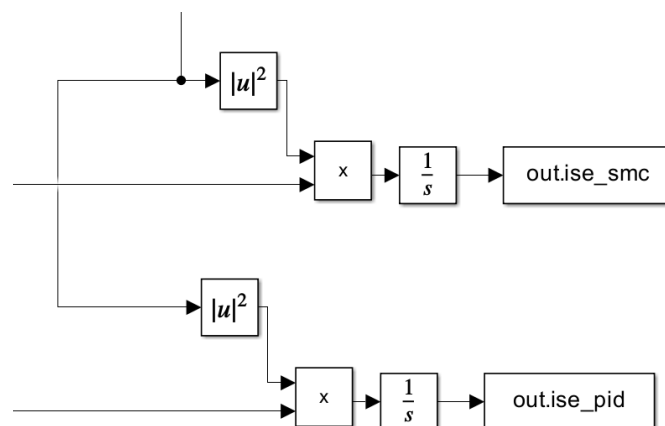 |u|²
x
1
s
out.ise_smc
|u|²
x
1
s
out.ise_pid